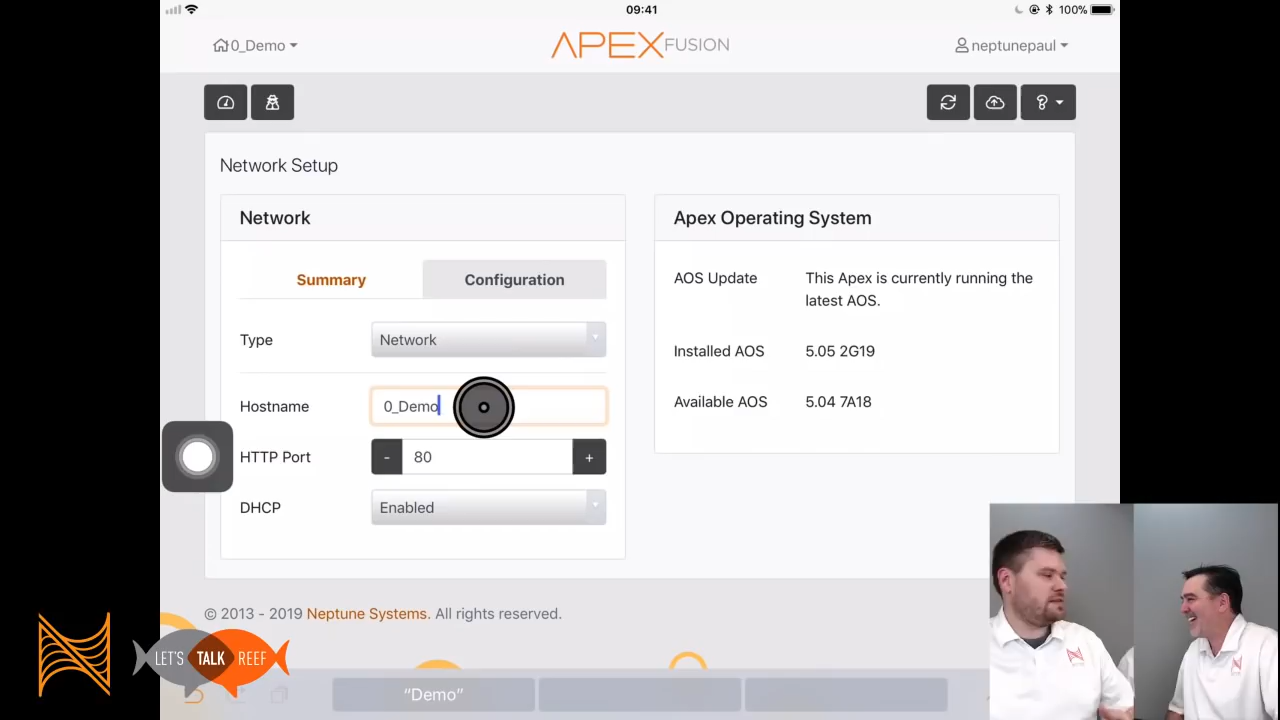 09:41
100%
0_Demo
APEX FUSION
neptunepaul
Network Setup
Network
Summary
Configuration
Type
Network
Hostname
0_Demo
HTTP Port
-
80
+
DHCP
Enabled
Apex Operating System
AOS Update
This Apex is currently running the
latest AOS.
Installed AOS
5.05 2G19
Available AOS
5.04 7A18
© 2013 - 2019 Neptune Systems. All rights reserved.
LET'S TALK REEF
“Demo”